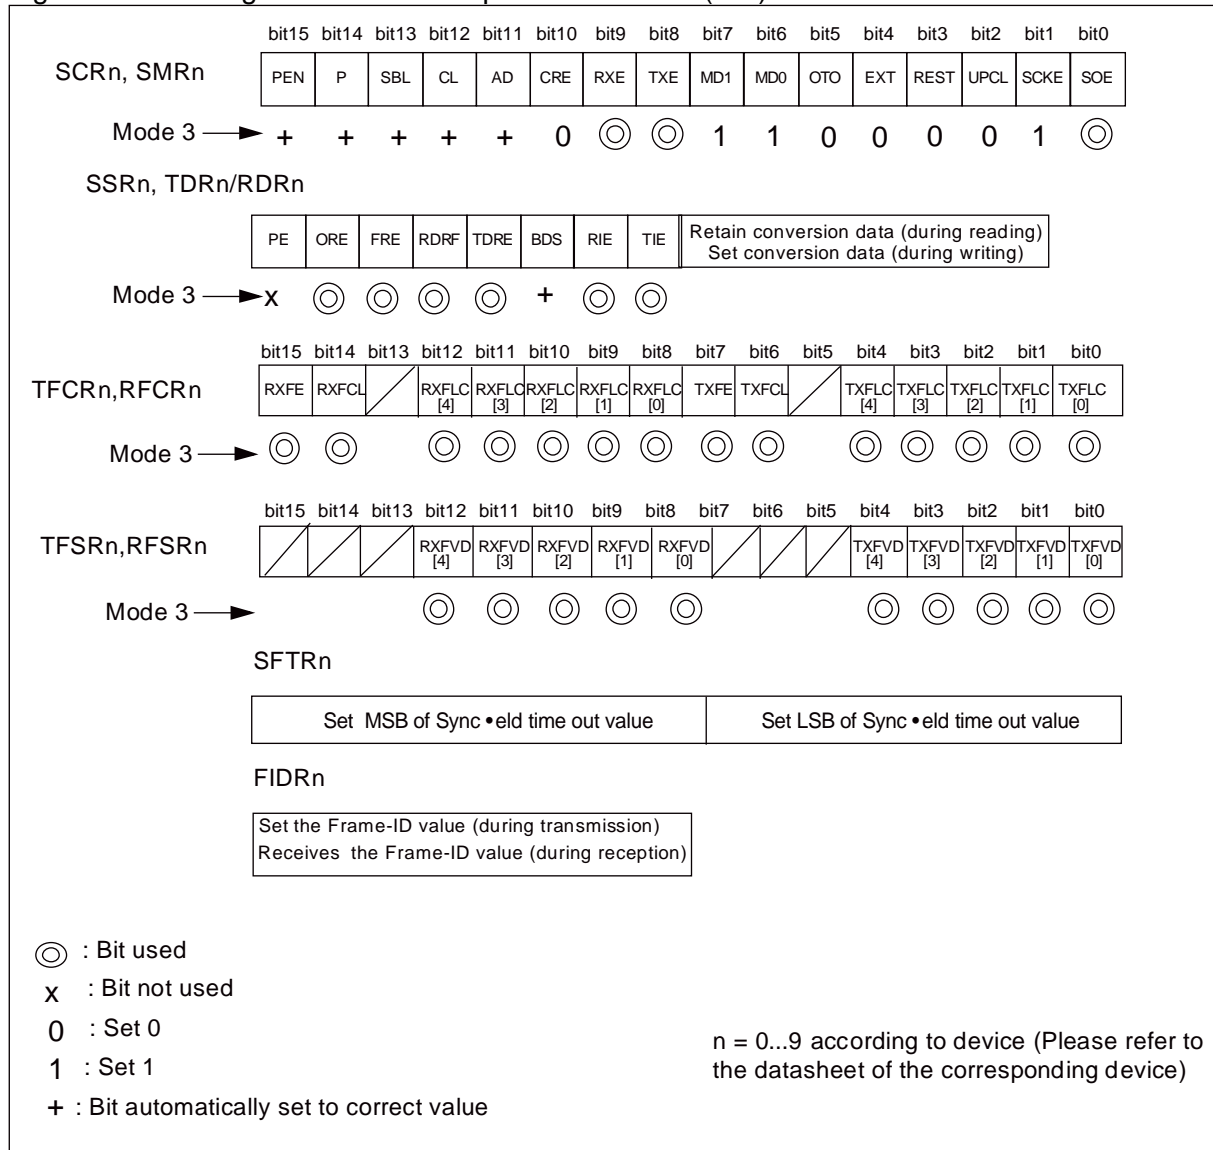 bit15 bit14 bit13 bit12 bit11 bit10 bit9 bit8 bit7 bit6 bit5 bit4 bit3 bit2 bit1 bit0
SCRn, SMRn PEN P SBL CL AD CRE RXE TXE MD1 MD0 OTO EXT REST UPCL SCKE SOE
Mode 3 + + + + + 0 ◎ ◎ 1 1 0 0 0 0 1 ◎
SSRn, TDRn/RDRn
PE ORE FRE RDRF TDRE BDS RIE TIE Retain conversion data (during reading)
Set conversion data (during writing)
Mode 3 x ◎ ◎ ◎ ◎ + ◎ ◎
bit15 bit14 bit13 bit12 bit11 bit10 bit9 bit8 bit7 bit6 bit5 bit4 bit3 bit2 bit1 bit0
TFCRn,RFCRn RXFE RXFCL RXFLC RXFLC RXFLC RXFLC RXFLC TXFE TXFCL TXFLC TXFLC TXFLC TXFLC TXFLC
[4] [3] [2] [1] [0] [4] [3] [2] [1] [0]
Mode 3 ◎ ◎ ◎ ◎ ◎ ◎ ◎ ◎ ◎ ◎ ◎ ◎ ◎ ◎
bit15 bit14 bit13 bit12 bit11 bit10 bit9 bit8 bit7 bit6 bit5 bit4 bit3 bit2 bit1 bit0
TFSRn,RFSRn RXFVD RXFVD RXFVD RXFVD RXFVD TXFVD TXFVD TXFVD TXFVD TXFVD
[4] [3] [2] [1] [0] [4] [3] [2] [1] [0]
Mode 3 ◎ ◎ ◎ ◎ ◎ ◎ ◎ ◎ ◎ ◎
SFTRn
Set MSB of Sync •eld time out value Set LSB of Sync •eld time out value
FIDRn
Set the Frame-ID value (during transmission)
Receives the Frame-ID value (during reception)
◎ : Bit used
x : Bit not used
0 : Set 0
1 : Set 1
+ : Bit automatically set to correct value
n = 0...9 according to device (Please refer to
the datasheet of the corresponding device)